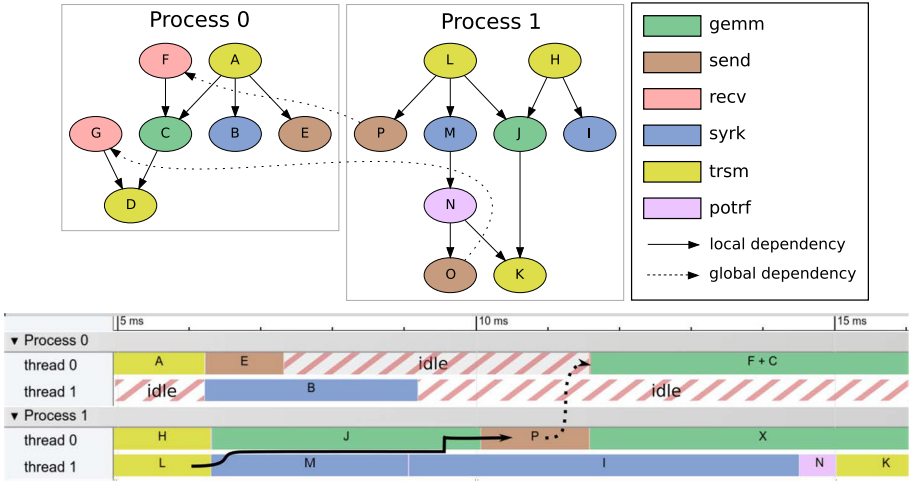 Process 0
Process 1
F
A
L
H
G
C
B
E
P
M
J
I
D
N
O
K
gemm
send
recv
syrk
trsm
potrf
local dependency
global dependency
5 ms
10 ms
15 ms
▼ Process 0
thread 0
A
E
idle
F + C
thread 1
idle
B
idle
▼ Process 1
thread 0
H
J
P
X
thread 1
L
M
I
N
K